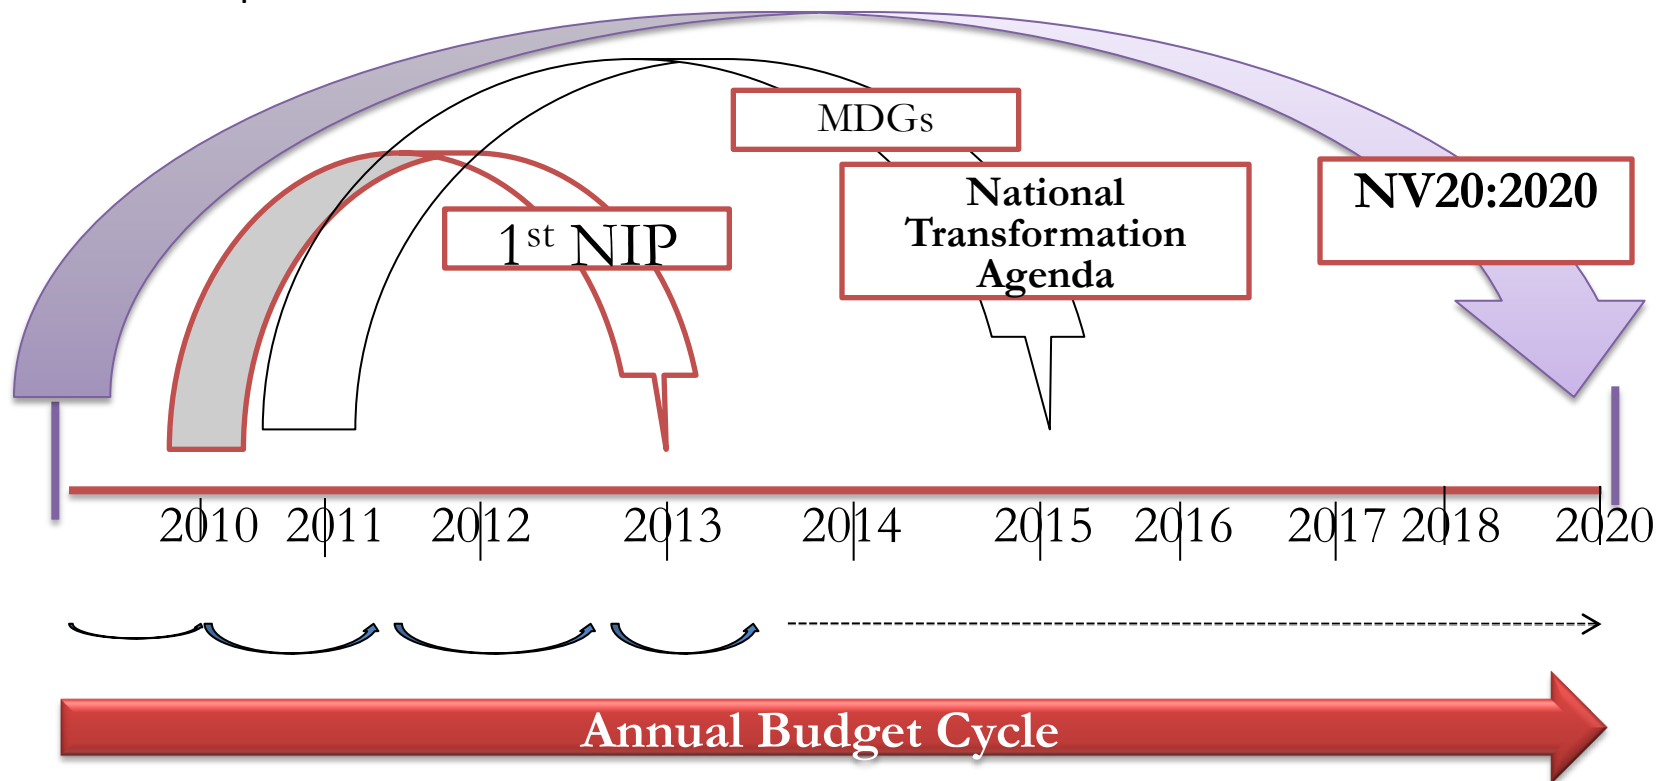 MDGs
National
Transformation
Agenda
NV20:2020
1st NIP
2010 2011 2012 2013 2014 2015 2016 2017 2018 2020
Annual Budget Cycle